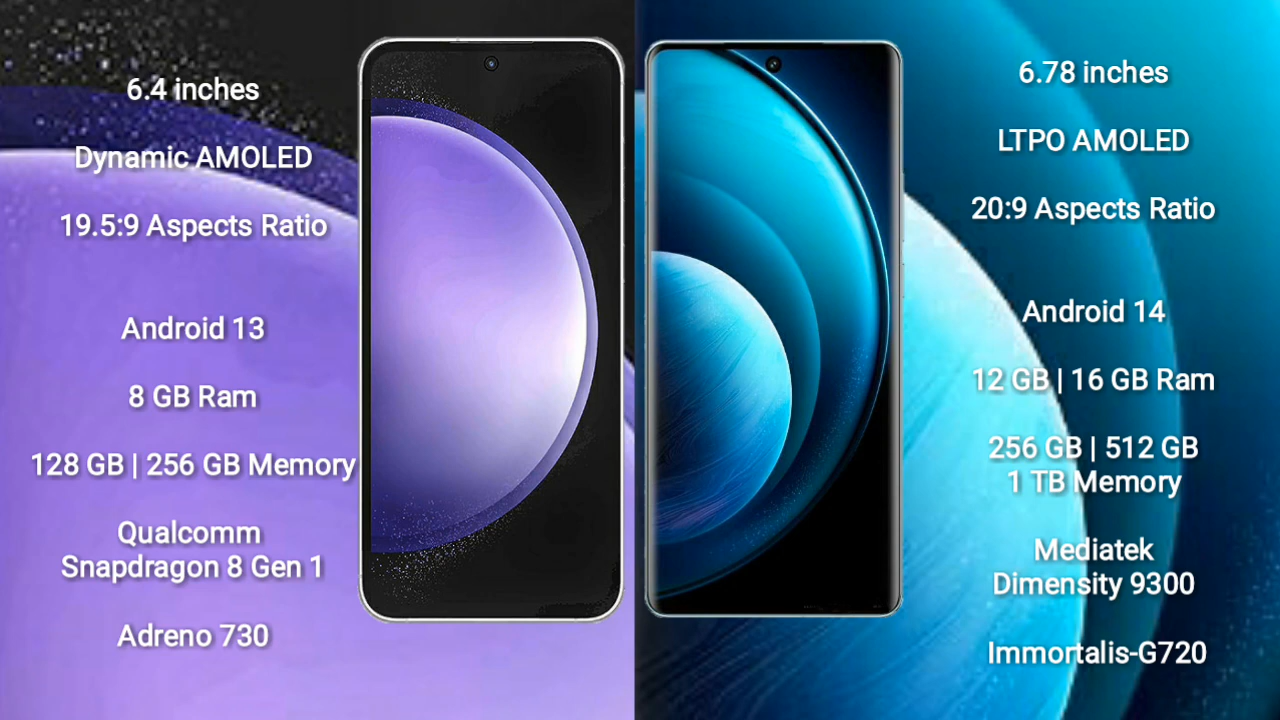 6.4 inches
Dynamic AMOLED
19.5:9 Aspects Ratio
Android 13
8 GB Ram
128 GB | 256 GB Memory
Qualcomm
Snapdragon 8 Gen 1
Adreno 730
6.78 inches
LTPO AMOLED
20:9 Aspects Ratio
Android 14
12 GB | 16 GB Ram
256 GB | 512 GB
1 TB Memory
Mediatek
Dimensity 9300
Immortalis-G720